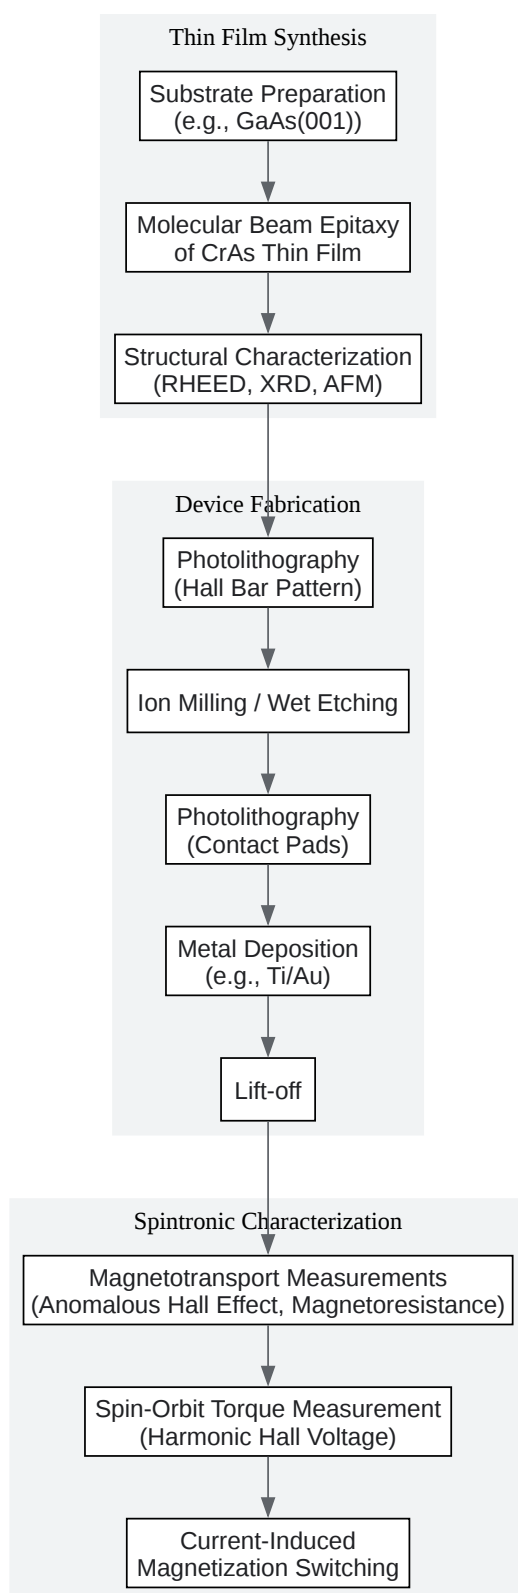 Thin Film Synthesis
Substrate Preparation
(e.g., GaAs(001))
Molecular Beam Epitaxy
of CrAs Thin Film
Structural Characterization
(RHEED, XRD, AFM)
Device Fabrication
Photolithography
(Hall Bar Pattern)
Ion Milling / Wet Etching
Photolithography
(Contact Pads)
Metal Deposition
(e.g., Ti/Au)
Lift-off
Spintronic Characterization
Magnetotransport Measurements
(Anomalous Hall Effect, Magnetoresistance)
Spin-Orbit Torque Measurement
(Harmonic Hall Voltage)
Current-Induced
Magnetization Switching